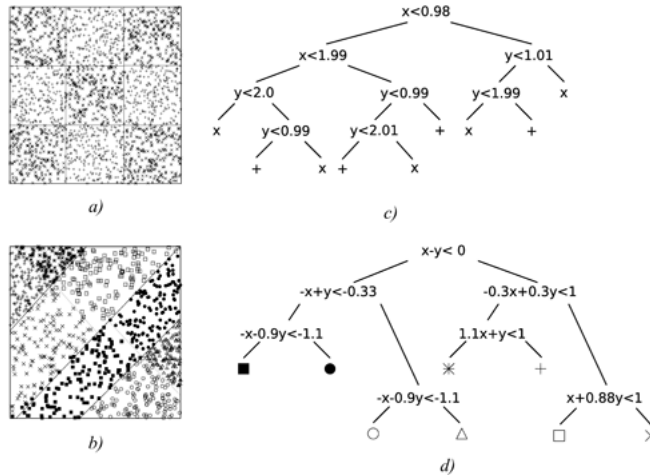 x<0.98
x<1.99 y<1.01
y<2.0 y<0.99 y<1.99 x
x y<0.99 y<2.01 + x +
+ x + x
a)
c)
x-y< 0
-x+y<-0.33 -0.3x+0.3y<1
-x-0.9y<-1.1 1.1x+y<1
-x-0.9y<-1.1 x+0.88y<1
b)
d)